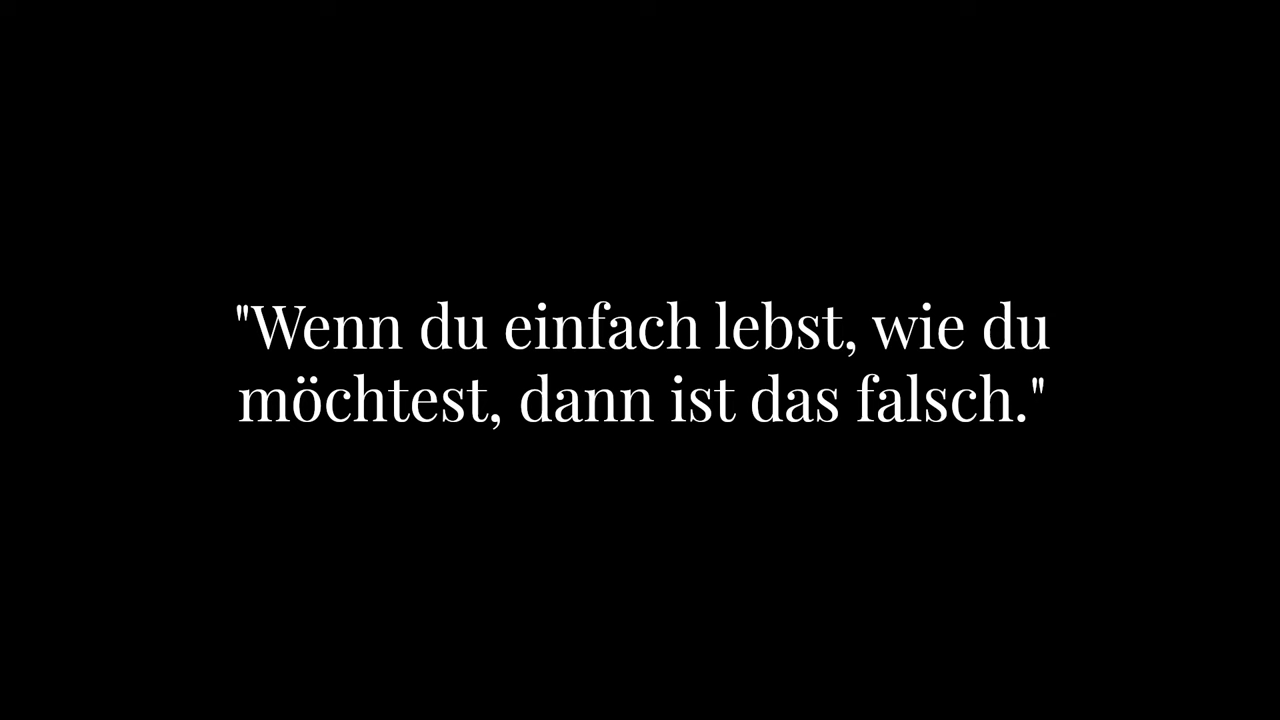 "Wenn du einfach lebst, wie du
möchtest, dann ist das falsch."